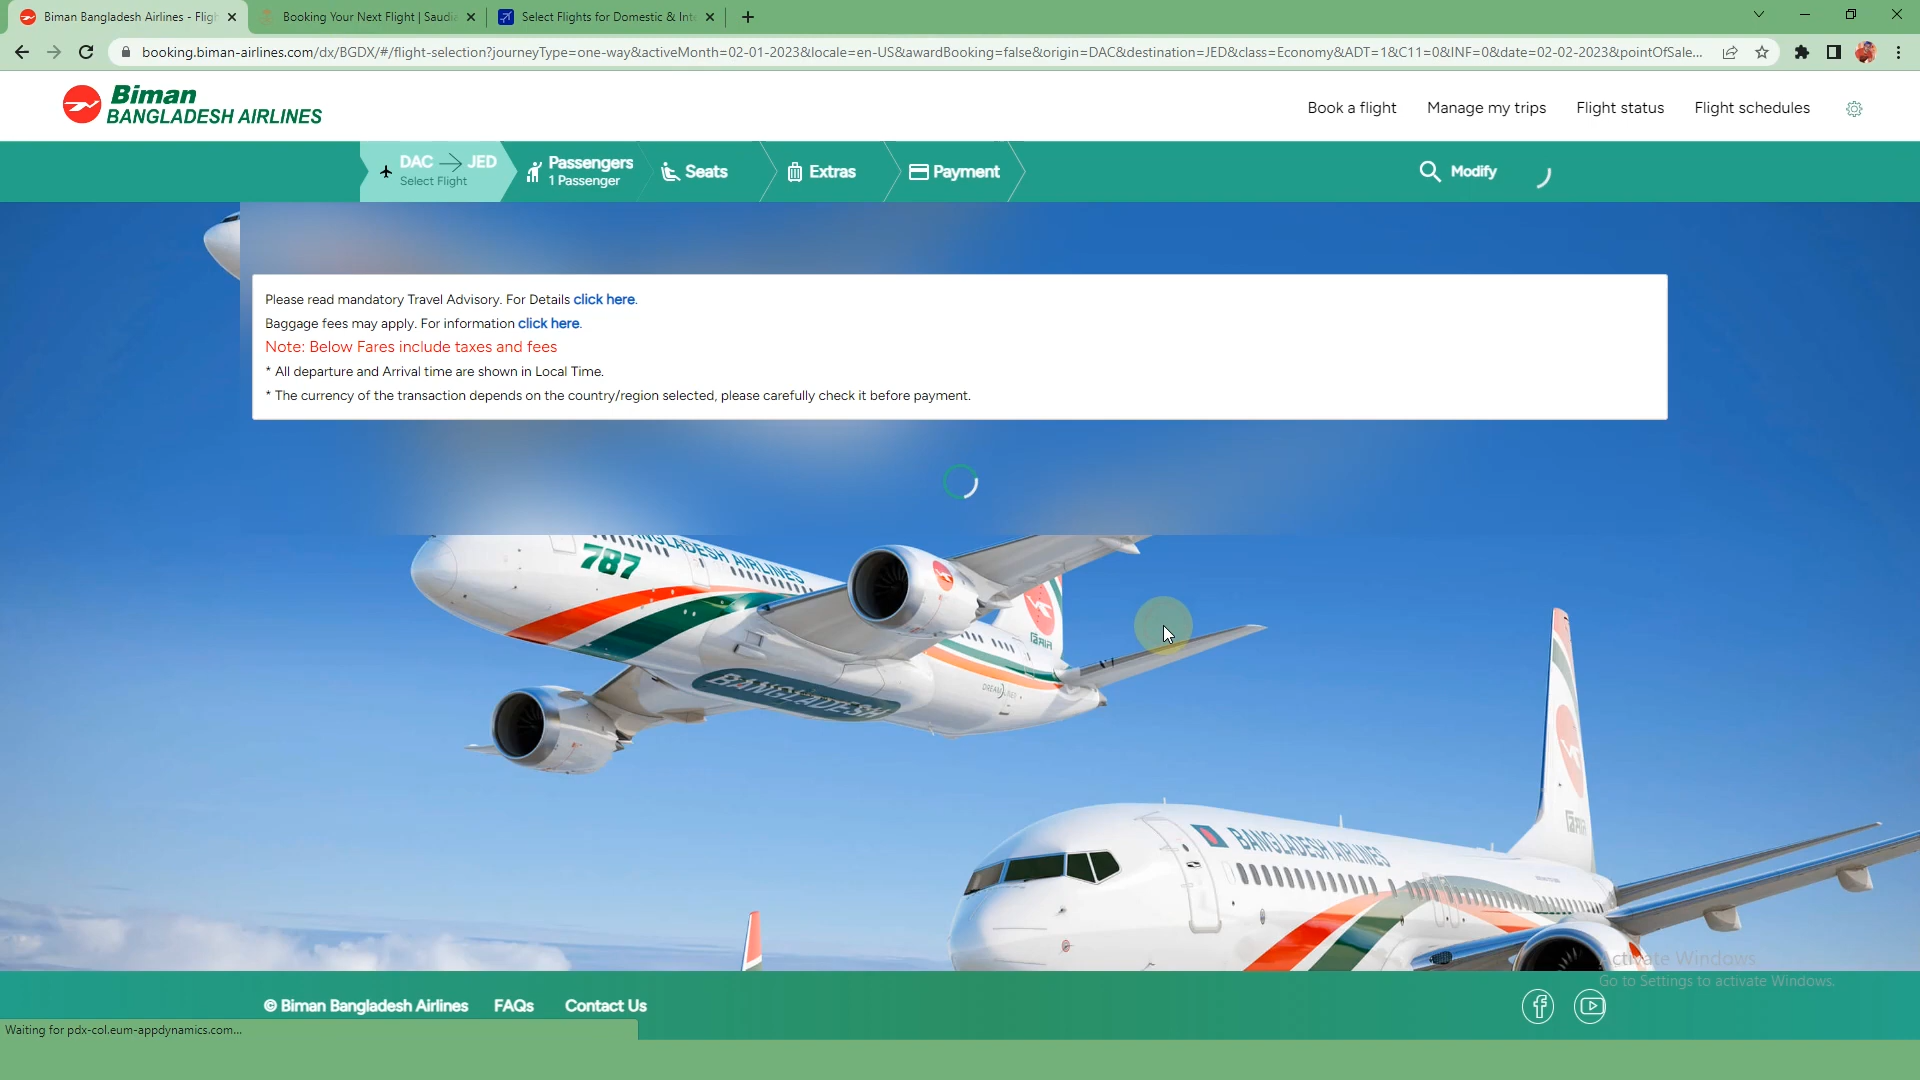 Biman Bangladesh Airlines - Fligh
Booking Your Next Flight | Saudia
Select Flights for Domestic & Inte
booking.biman-airlines.com/dx/BGDX/#/flight-selection?journeyType=one-way&activeMonth=02-01-2023&locale=en-US&awardBooking=false&origin=DAC&destination=JED&class=Economy&ADT=1&C11=0&INF=0&date=02-02-2023&pointOfSale...
Biman
BANGLADESH AIRLINES
Book a flight
Manage my trips
Flight status
Flight schedules
DAC → JED
Select Flight
Passengers
1 Passenger
Seats
Extras
Payment
Modify
Please read mandatory Travel Advisory. For Details click here.
Baggage fees may apply. For information click here.
Note: Below Fares include taxes and fees
* All departure and Arrival time are shown in Local Time.
* The currency of the transaction depends on the country/region selected, please carefully check it before payment.
787
BANGLADESH
BANGLADESH AIRLINES
Activate Windows
Go to Settings to activate Windows.
© Biman Bangladesh Airlines
FAQs
Contact Us
Waiting for pdx-col.eum-appdynamics.com...